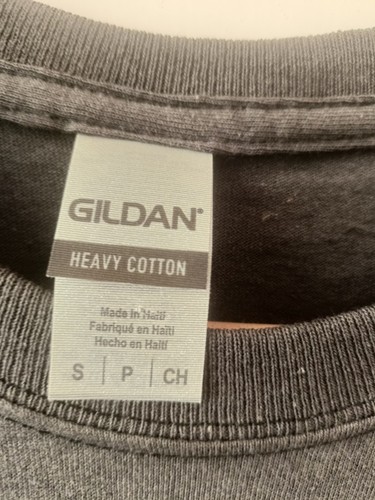 GILDAN®
HEAVY COTTON
Made in Haiti
Fabriqué en Haïti
Hecho en Haití
S | P | CH